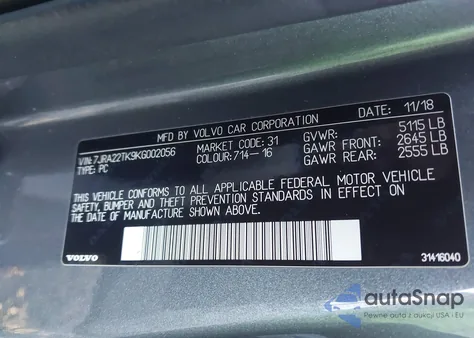 MFD BY VOLVO CAR CORPORATION
DATE: 11/18
VIN: 7JRA22TK9KG002056
TYPE: PC
MARKET CODE: 31
COLOUR: 714-16
GVWR: 5115 LB
GAWR FRONT: 2645 LB
GAWR REAR: 2555 LB
THIS VEHICLE CONFORMS TO ALL APPLICABLE FEDERAL MOTOR VEHICLE
SAFETY, BUMPER AND THEFT PREVENTION STANDARDS IN EFFECT ON
THE DATE OF MANUFACTURE SHOWN ABOVE.
VOLVO
31416040
autoSnap
Pewne auta z aukcji USA i EU